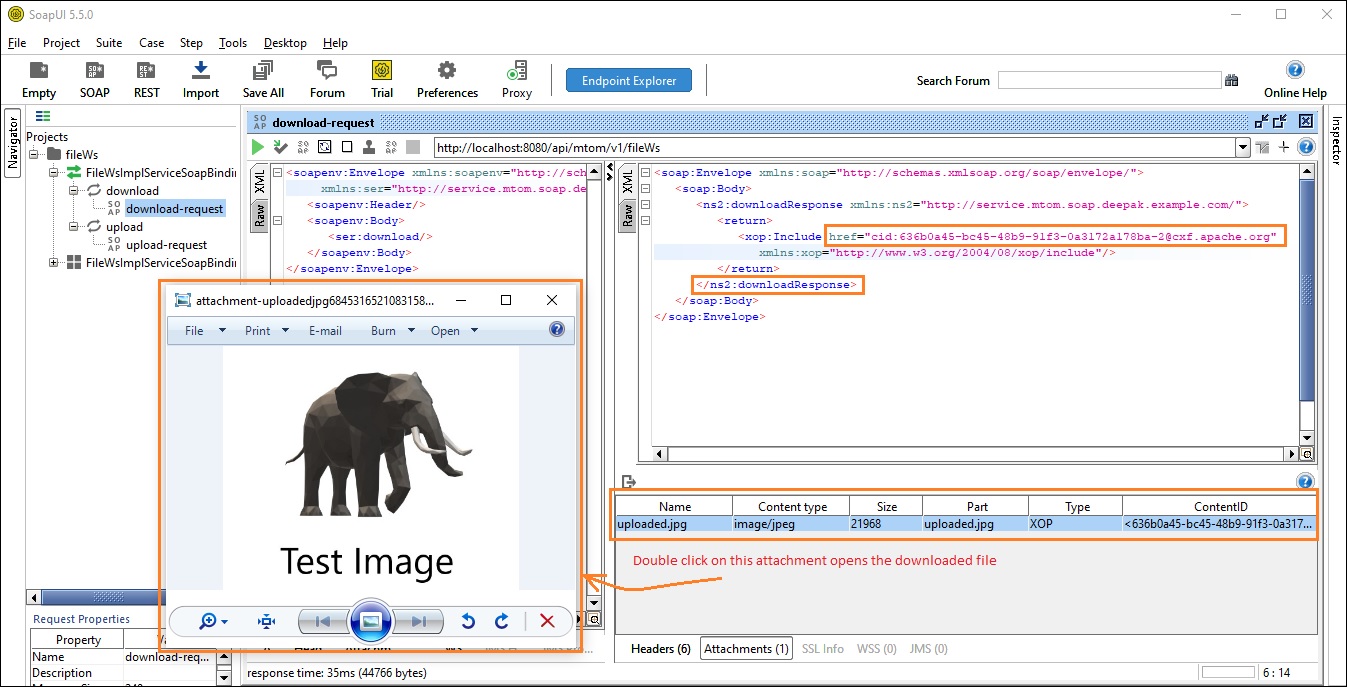 SoapUI 5.5.0
File Project Suite Case Step Tools Desktop Help
Empty SOAP REST Import Save All Forum Trial Preferences Proxy Endpoint Explorer Search Forum Online Help
Navigator
Projects
fileWs
FileWsImplServiceSoapBindi
download
SOAP download-request
upload
SOAP upload-request
FileWsImplServiceSoapBindi
SOAP download-request
http://localhost:8080/api/mtom/v1/fileWs
Inspector
XML
Raw
<soapenv:Envelope xmlns:soapenv="http://sch
xmlns:ser="http://service.mtom.soap.de
<soapenv:Header/>
<soapenv:Body>
<ser:download/>
</soapenv:Body>
</soapenv:Envelope>
XML
Raw
<soap:Envelope xmlns:soap="http://schemas.xmlsoap.org/soap/envelope/">
<soap:Body>
<ns2:downloadResponse xmlns:ns2="http://service.mtom.soap.deepak.example.com/">
<return>
<xop:Include href="cid:636b0a45-bc45-48b9-91f3-0a3172a178ba-2@cxf.apache.org"
xmlns:xop="http://www.w3.org/2004/08/xop/include"/>
</return>
</ns2:downloadResponse>
</soap:Body>
</soap:Envelope>
attachment-uploadedjpg6845316521083158...
File Print E-mail Burn Open
Test Image
Name Content type Size Part Type ContentID
uploaded.jpg image/jpeg 21968 uploaded.jpg XOP <636b0a45-bc45-48b9-91f3-0a317...
Double click on this attachment opens the downloaded file
Request Properties
Property
Name download-req...
Description
Headers (6) Attachments (1) SSL Info WSS (0) JMS (0)
response time: 35ms (44766 bytes)
6 : 14